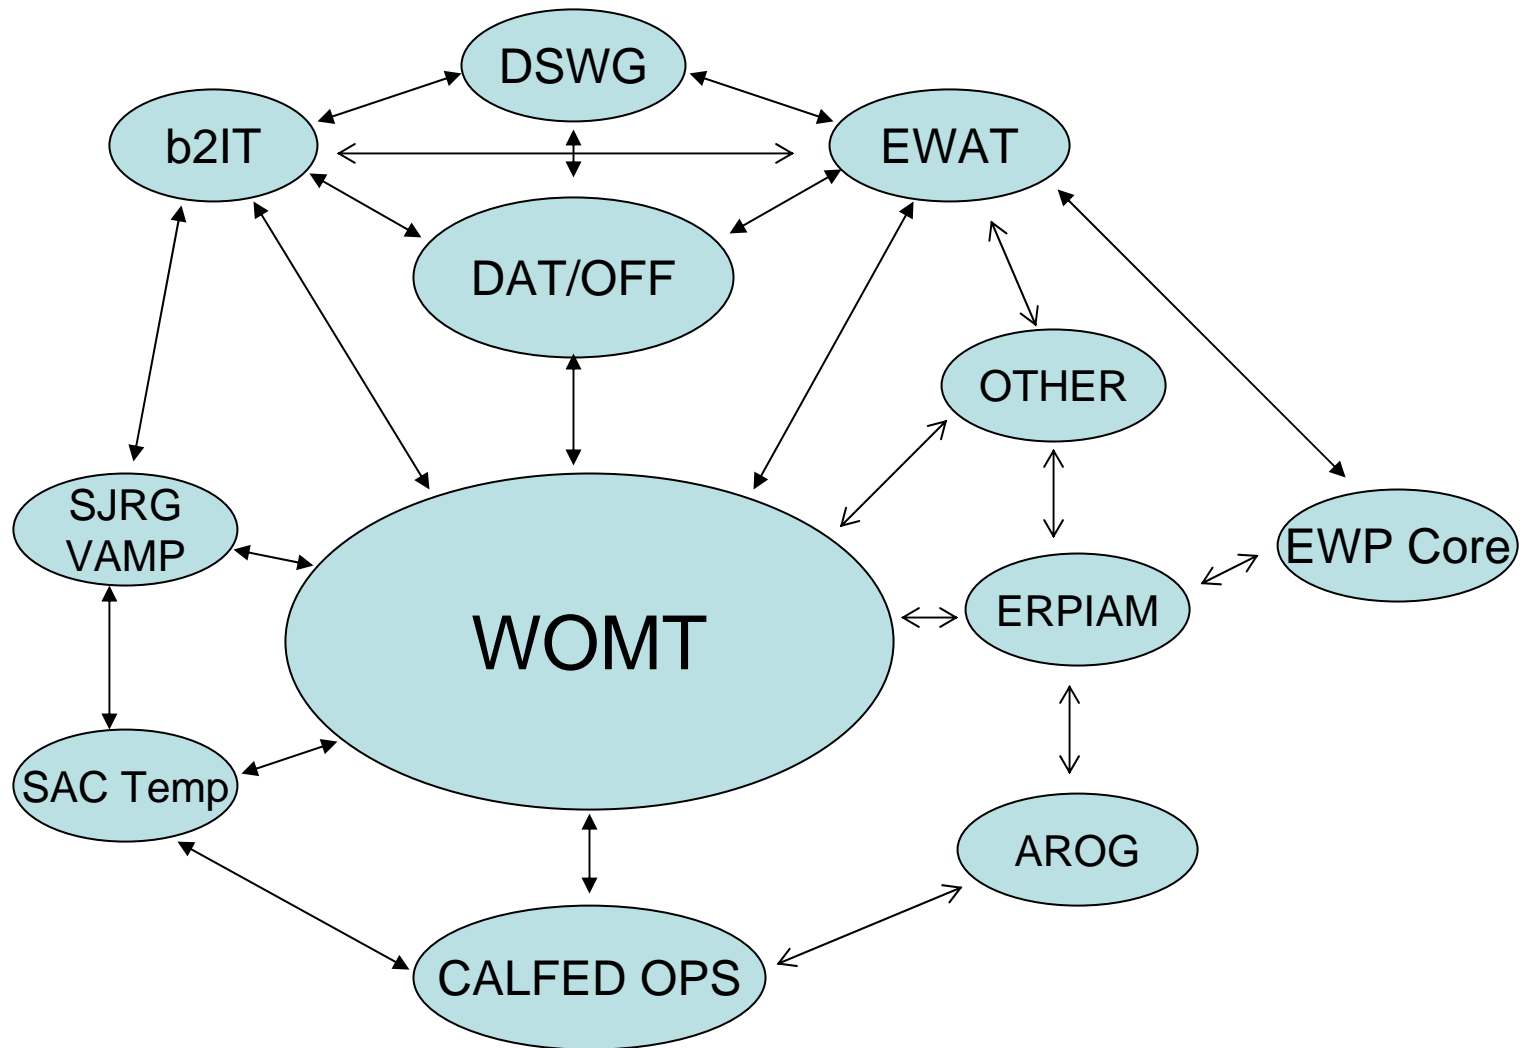 DSWG
b2IT
EWAT
DAT/OFF
OTHER
SJRG
VAMP
EWP Core
ERPIAM
WOMT
SAC Temp
AROG
CALFED OPS